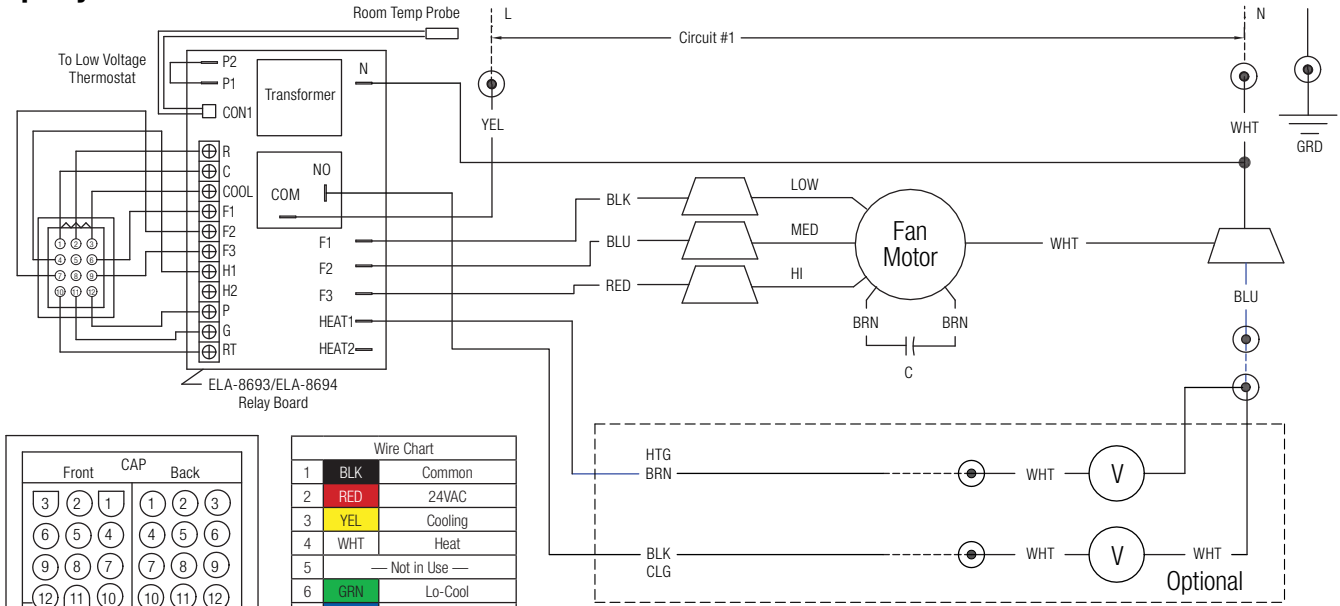 Room Temp Probe
L
N
Circuit #1
To Low Voltage
Thermostat
P2
P1
CON1
Transformer
N
YEL
WHT
GRD
R
C
COOL
F1
F2
F3
H1
H2
P
G
RT
COM
NO
F1
F2
F3
HEAT1
HEAT2
BLK
BLU
RED
LOW
MED
HI
Fan
Motor
WHT
BRN
BRN
C
BLU
1 2 3
4 5 6
7 8 9
10 11 12
ELA-8693/ELA-8694
Relay Board
CAP
Front
Back
3 2 1
1 2 3
6 5 4
4 5 6
9 8 7
7 8 9
12 11 10
10 11 12
Wire Chart
1 BLK Common
2 RED 24VAC
3 YEL Cooling
4 WHT Heat
5 — Not in Use —
6 GRN Lo-Cool
HTG
BRN
WHT
V
BLK
CLG
WHT
V
WHT
Optional